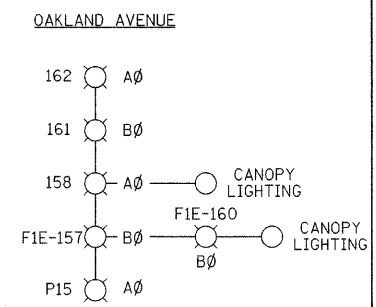 OAKLAND AVENUE
162 AØ
161 BØ
158 AØ CANOPY
LIGHTING
F1E-160
F1E-157 BØ CANOPY
LIGHTING
BØ
P15 AØ